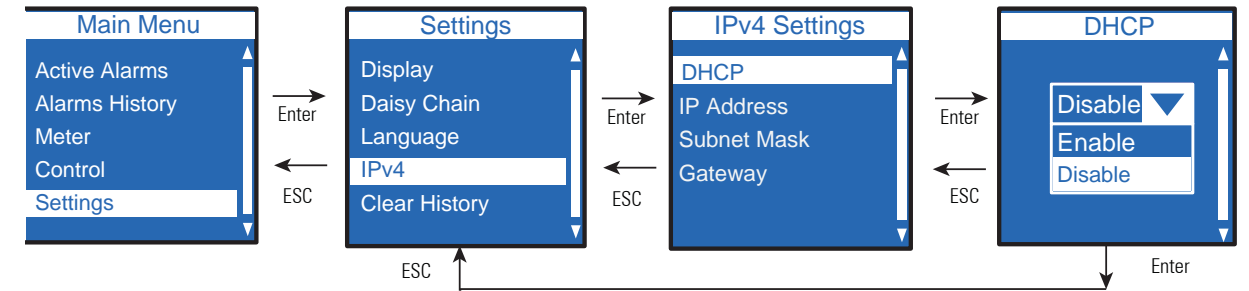 Main Menu
Active Alarms
Alarms History
Meter
Control
Settings
Enter
ESC
Settings
Display
Daisy Chain
Language
IPv4
Clear History
Enter
ESC
IPv4 Settings
DHCP
IP Address
Subnet Mask
Gateway
Enter
ESC
DHCP
Disable
Enable
Disable
ESC
Enter